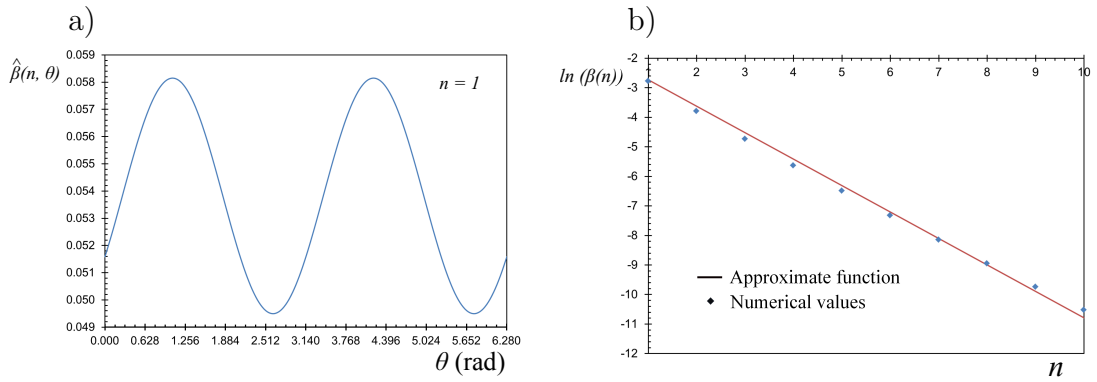 a)
β̂(n, θ)
n = 1
0.059
0.058
0.057
0.056
0.055
0.054
0.053
0.052
0.051
0.050
0.049
0.000 0.628 1.256 1.884 2.512 3.140 3.768 4.396 5.024 5.652 6.280
θ (rad)
b)
ln (β(n))
2 3 4 5 6 7 8 9 10
-2
-3
-4
-5
-6
-7
-8
-9
-10
-11
-12
Approximate function
Numerical values
n